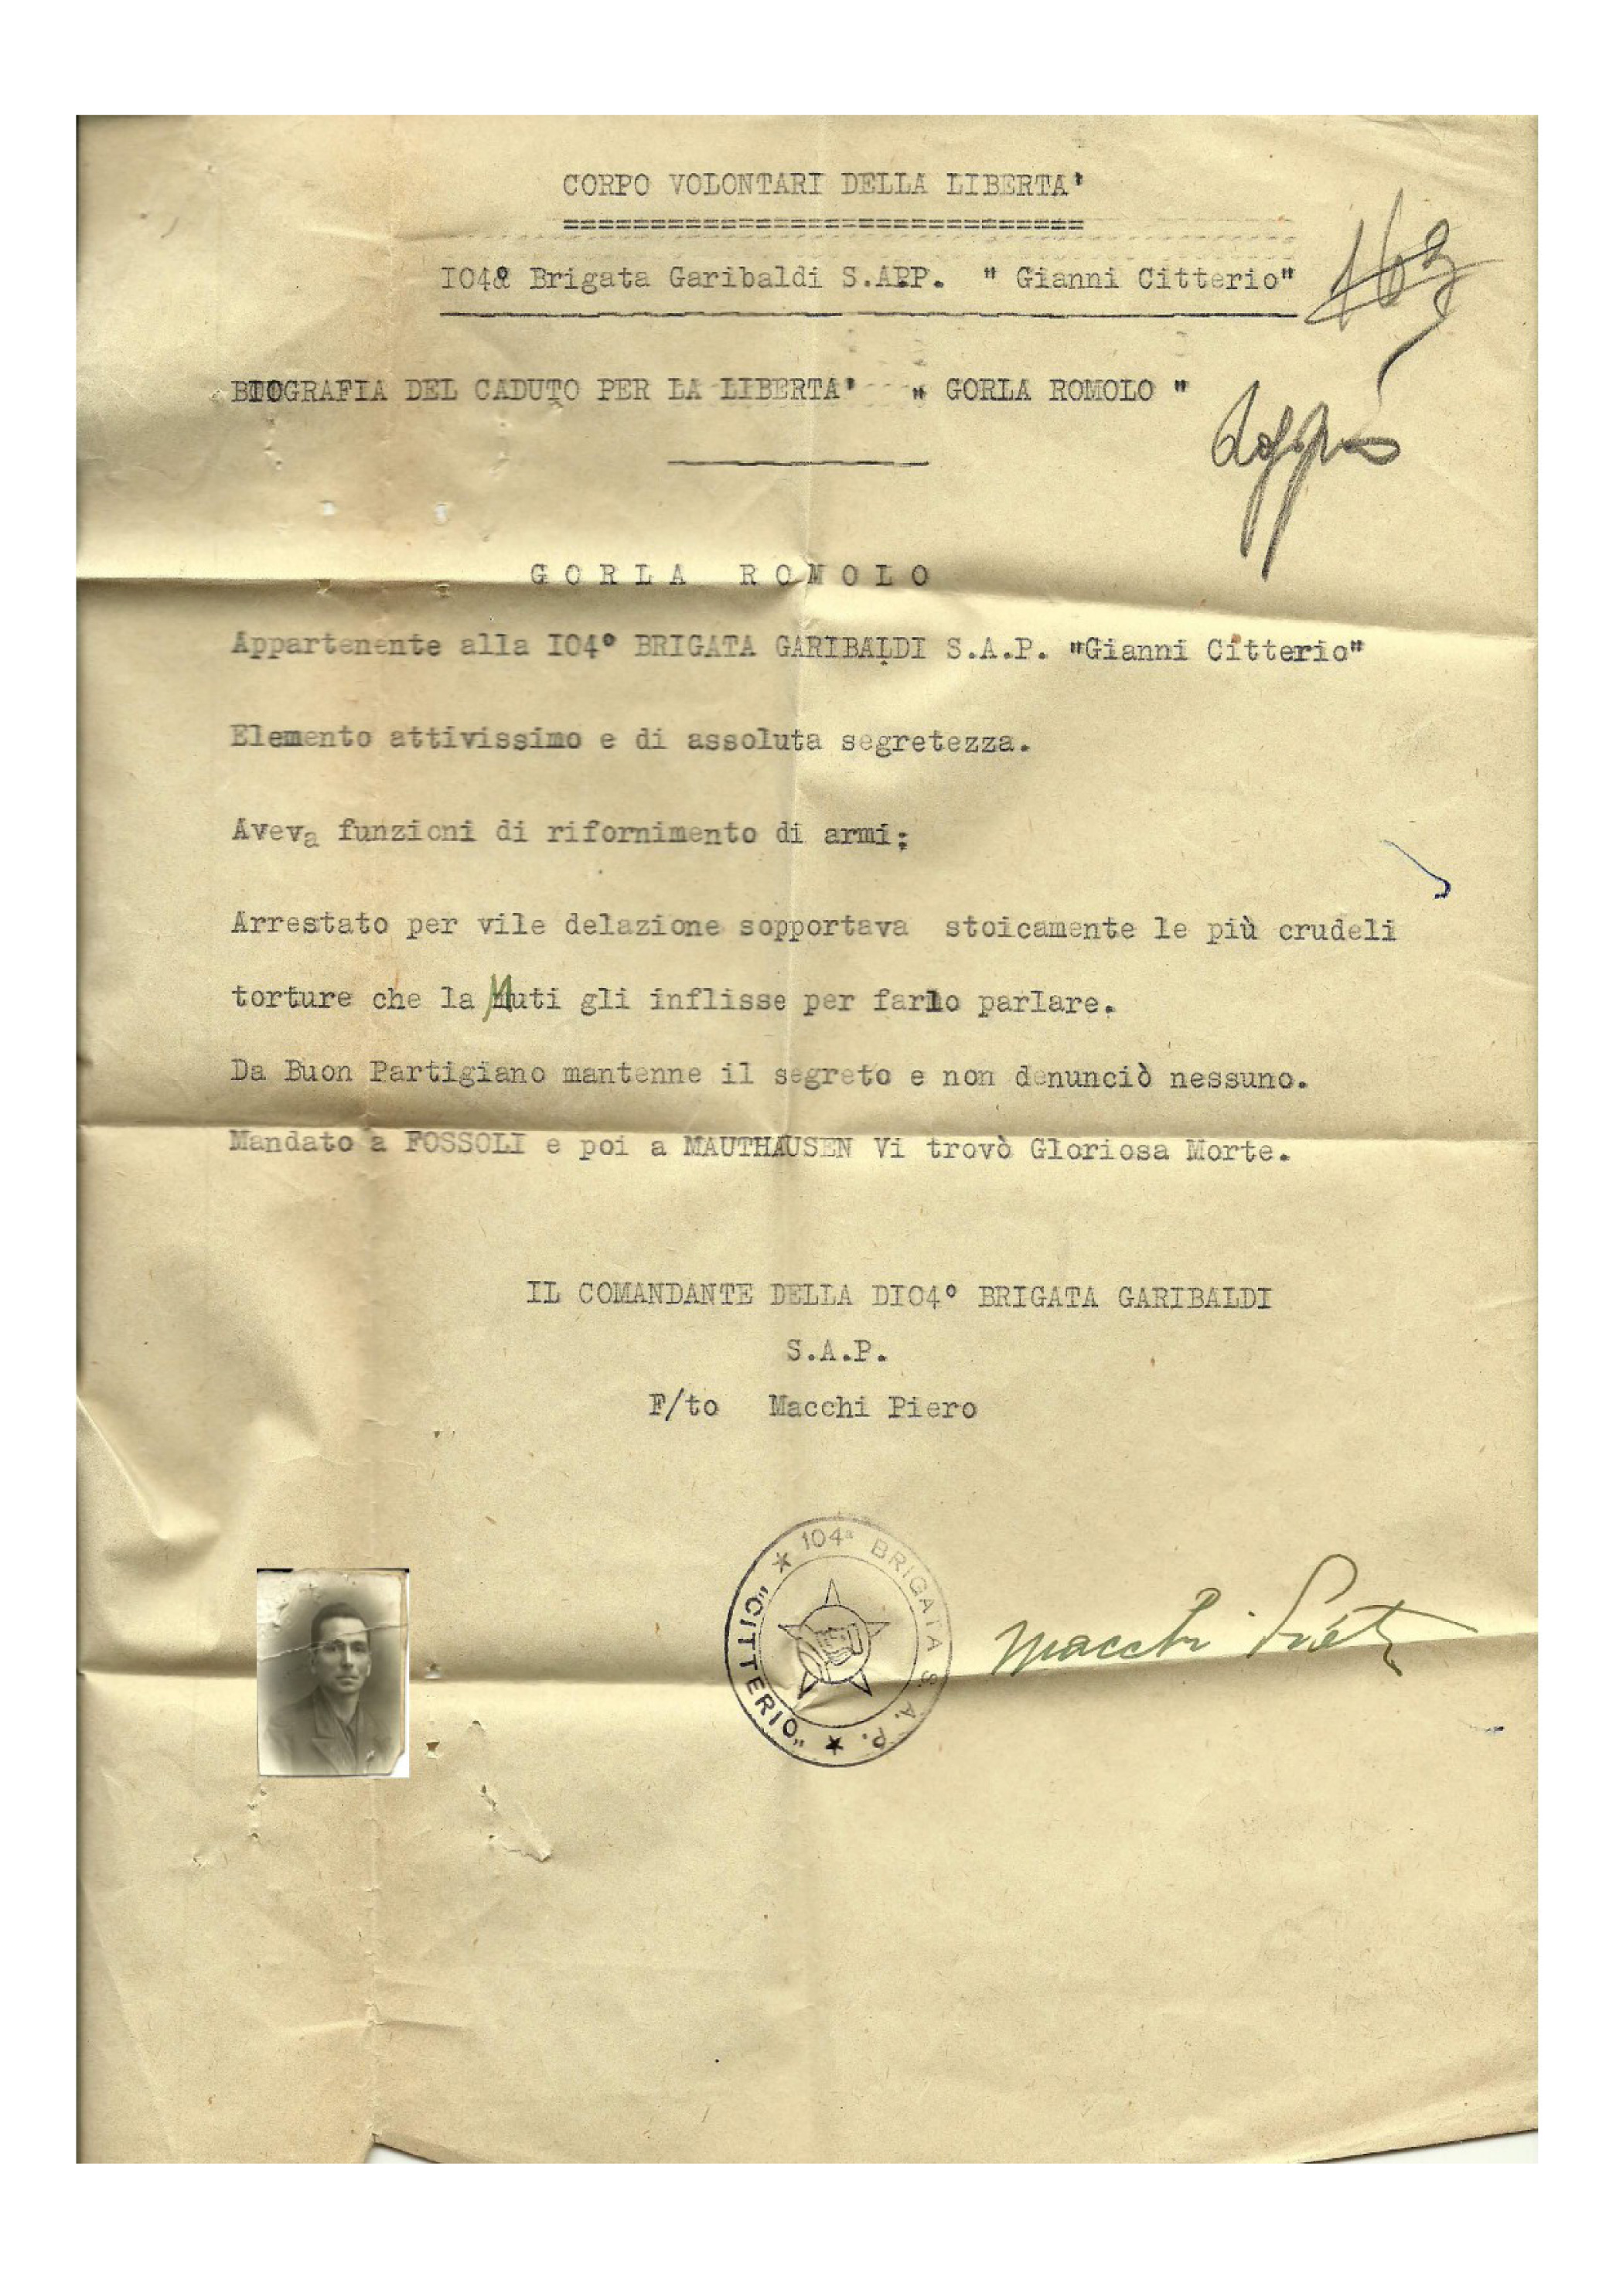 CORPO VOLONTARI DELLA LIBERTA'
==============================
I04& Brigata Garibaldi S.APP. " Gianni Citterio"
BIOGRAFIA DEL CADUTO PER LA LIBERTA' " GORLA ROMOLO "
G O R L A   R O M O L O
Appartenente alla I04° BRIGATA GARIBALDI S.A.P. "Gianni Citterio"
Elemento attivissimo e di assoluta segretezza.
Aveva funzioni di rifornimento di armi;
Arrestato per vile delazione sopportava stoicamente le più crudeli
torture che la Muti gli inflisse per farlo parlare.
Da Buon Partigiano mantenne il segreto e non denunciò nessuno.
Mandato a FOSSOLI e poi a MAUTHAUSEN Vi trovò Gloriosa Morte.
IL COMANDANTE DELLA DI04° BRIGATA GARIBALDI
S.A.P.
F/to Macchi Piero
★ 104ª BRIGATA S.A.P. ★ "CITTERIO"
Macchi